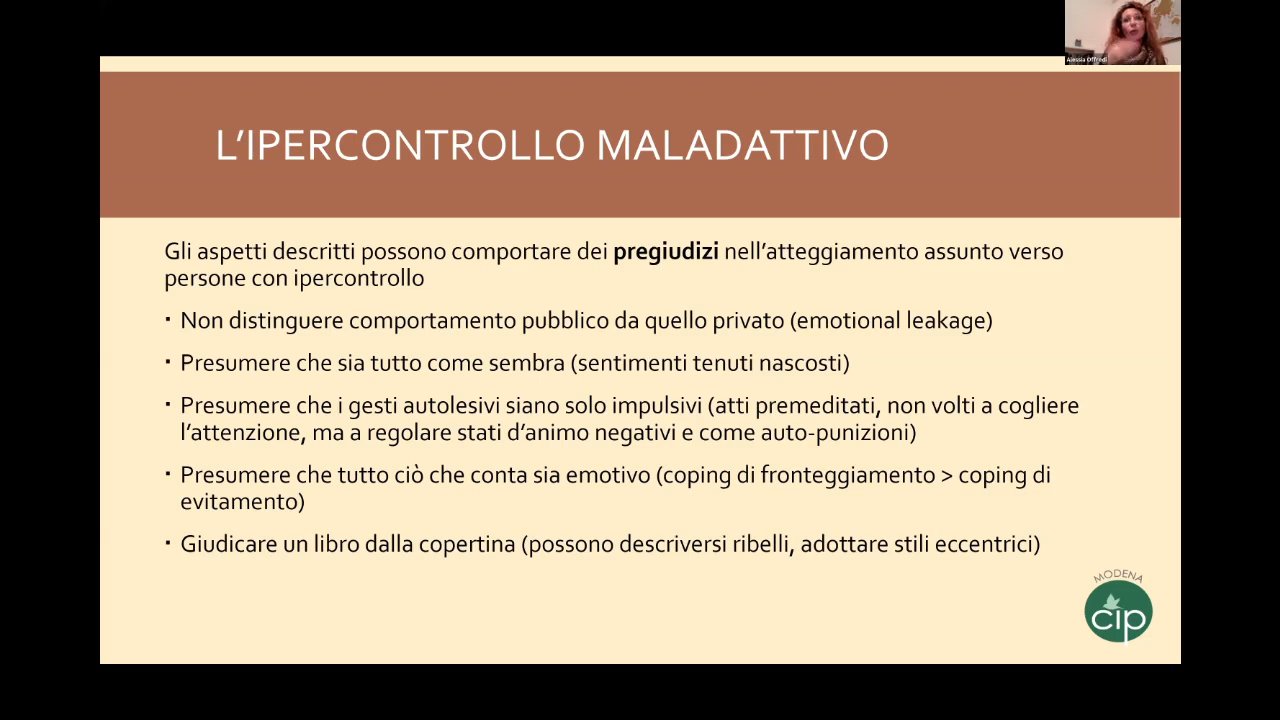 Alessia Offredi
L'IPERCONTROLLO MALADATTIVO
Gli aspetti descritti possono comportare dei pregiudizi nell'atteggiamento assunto verso
persone con ipercontrollo
▪ Non distinguere comportamento pubblico da quello privato (emotional leakage)
▪ Presumere che sia tutto come sembra (sentimenti tenuti nascosti)
▪ Presumere che i gesti autolesivi siano solo impulsivi (atti premeditati, non volti a cogliere
l'attenzione, ma a regolare stati d'animo negativi e come auto-punizioni)
▪ Presumere che tutto ciò che conta sia emotivo (coping di fronteggiamento > coping di
evitamento)
▪ Giudicare un libro dalla copertina (possono descriversi ribelli, adottare stili eccentrici)
MODENA
cip